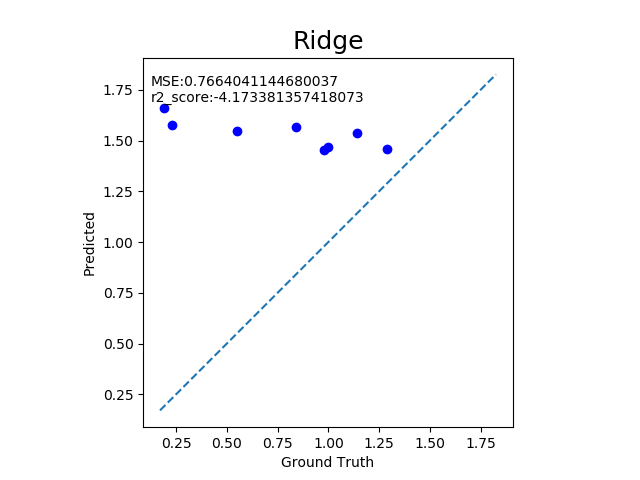 Ridge
MSE:0.7664041144680037
r2_score:-4.173381357418073
1.75
1.50
1.25
1.00
0.75
0.50
0.25
Predicted
0.25 0.50 0.75 1.00 1.25 1.50 1.75
Ground Truth